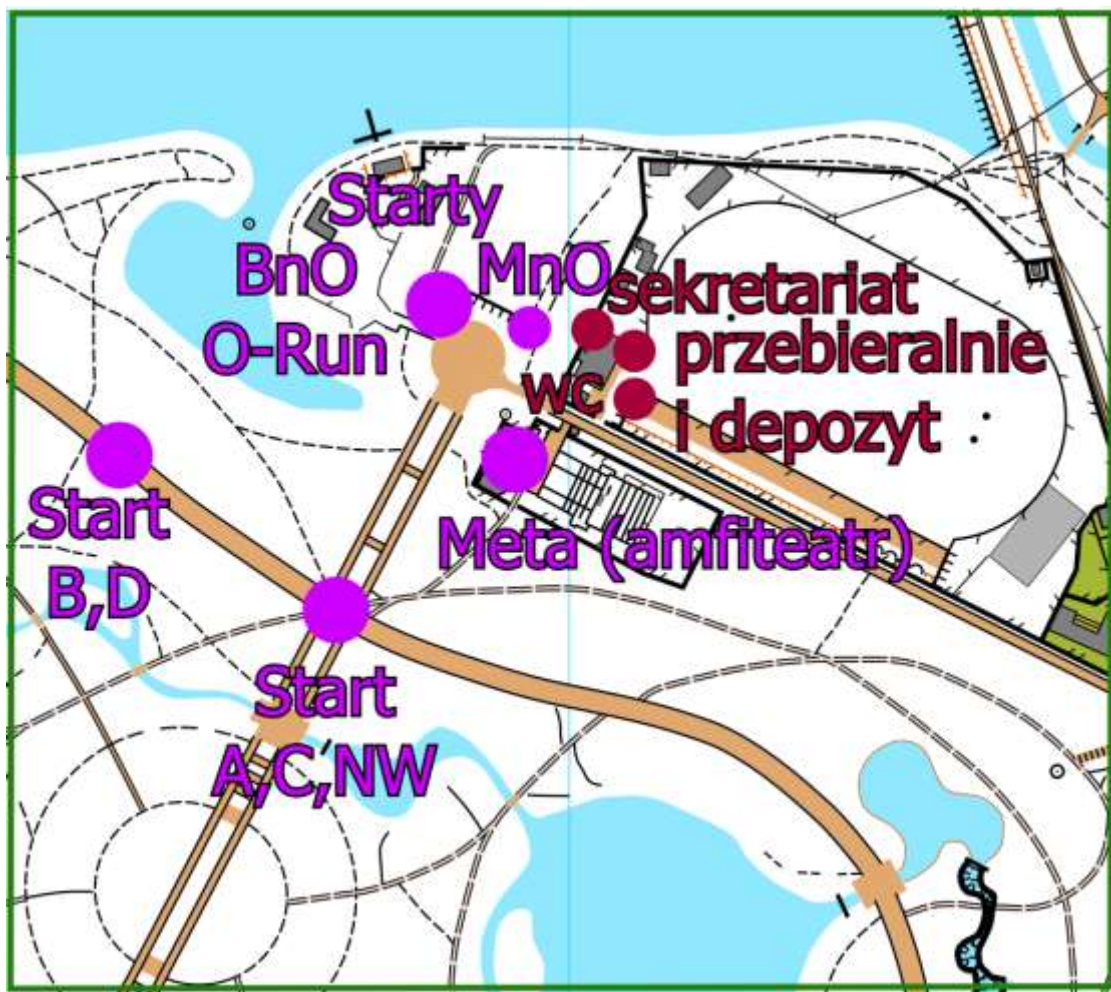 Starty
BnO MnO
O-Run
sekretariat
przebieralnie
i depozyt
wc
Meta (amfiteatr)
Start
B,D
Start
A,C,NW